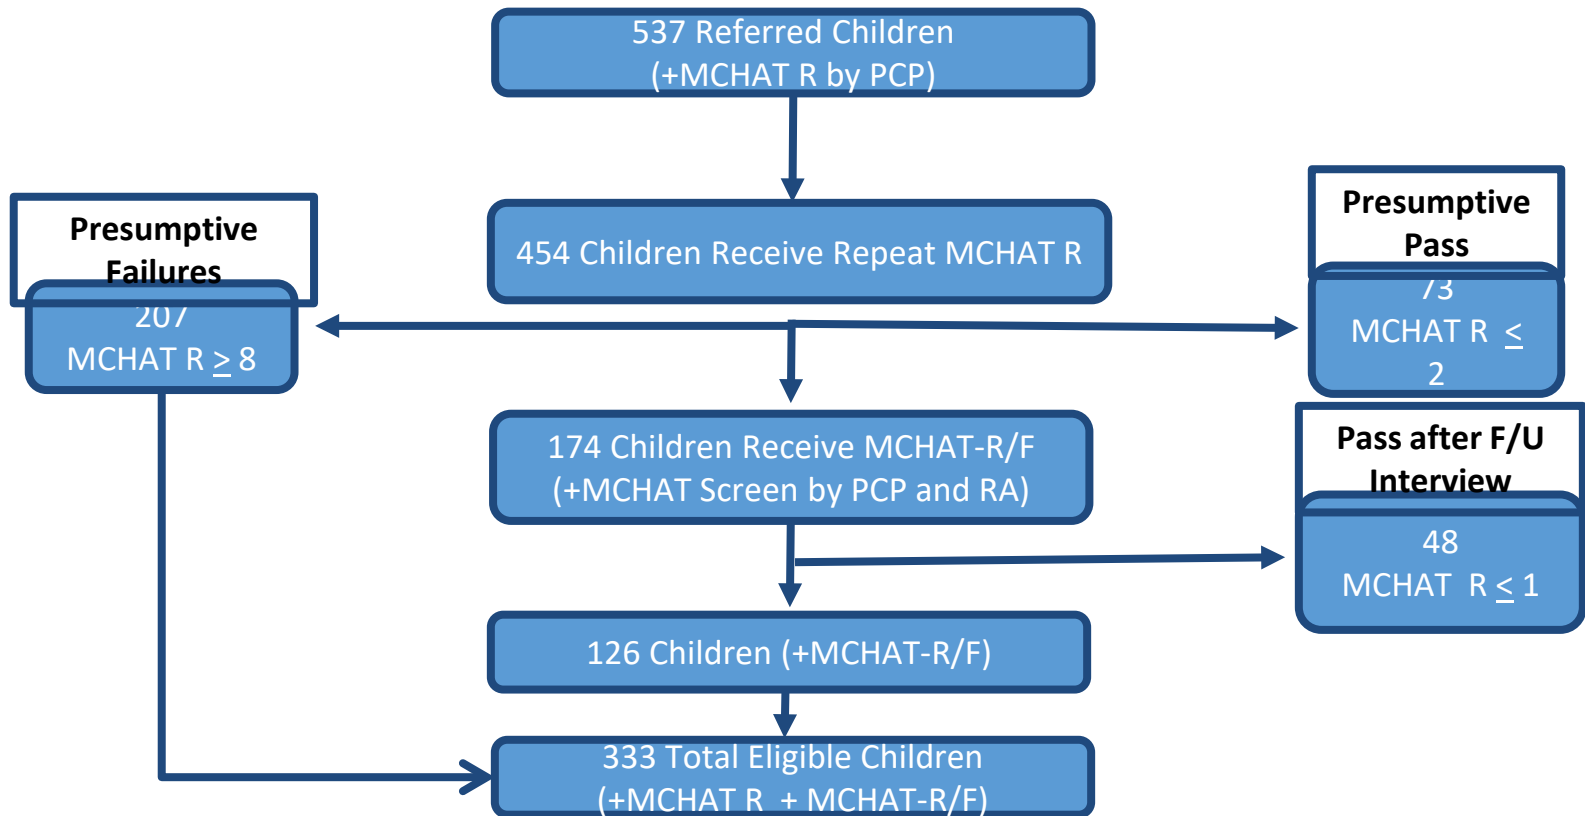 537 Referred Children
(+MCHAT R by PCP)
454 Children Receive Repeat MCHAT R
Presumptive
Failures
207
MCHAT R ≥ 8
Presumptive
Pass
73
MCHAT R ≤
2
174 Children Receive MCHAT-R/F
(+MCHAT Screen by PCP and RA)
Pass after F/U
Interview
48
MCHAT R ≤ 1
126 Children (+MCHAT-R/F)
333 Total Eligible Children
(+MCHAT R + MCHAT-R/F)